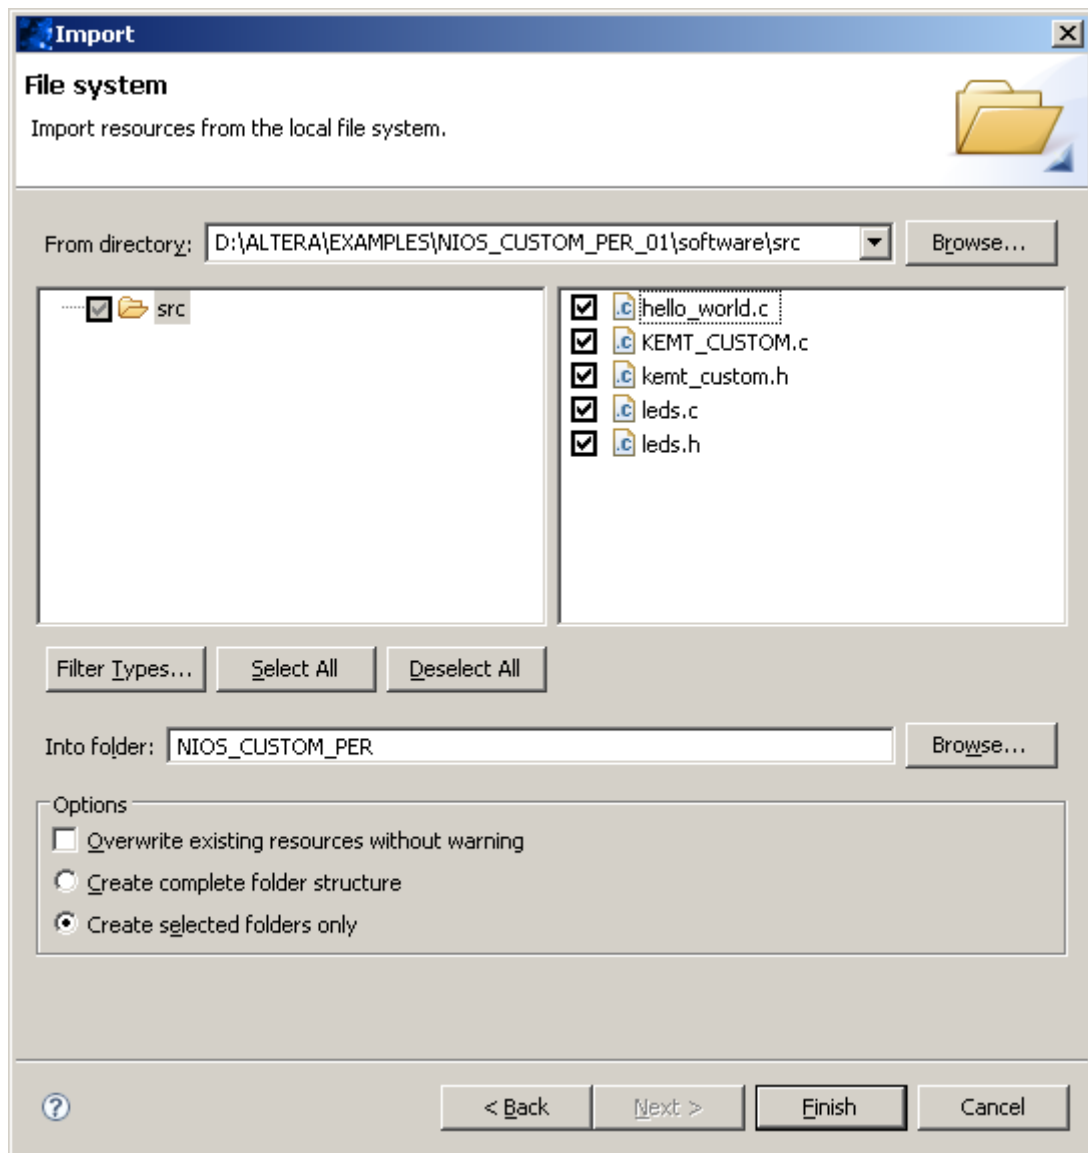 Import
File system
Import resources from the local file system.
From directory: D:\ALTERA\EXAMPLES\NIOS_CUSTOM_PER_01\software\src Browse...
src
.c hello_world.c
.c KEMT_CUSTOM.c
.c kemt_custom.h
.c leds.c
.c leds.h
Filter Types... Select All Deselect All
Into folder: NIOS_CUSTOM_PER Browse...
Options
Overwrite existing resources without warning
Create complete folder structure
Create selected folders only
? < Back Next > Finish Cancel